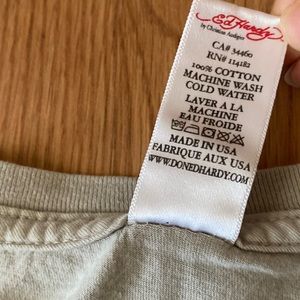 Ed Hardy
by Christian Audigier
CA# 34460
RN# 114182
100% COTTON
MACHINE WASH
COLD WATER
LAVER A LA
MACHINE
EAU FROIDE
MADE IN USA
FABRIQUE AUX USA
WWW.DONEDHARDY.COM